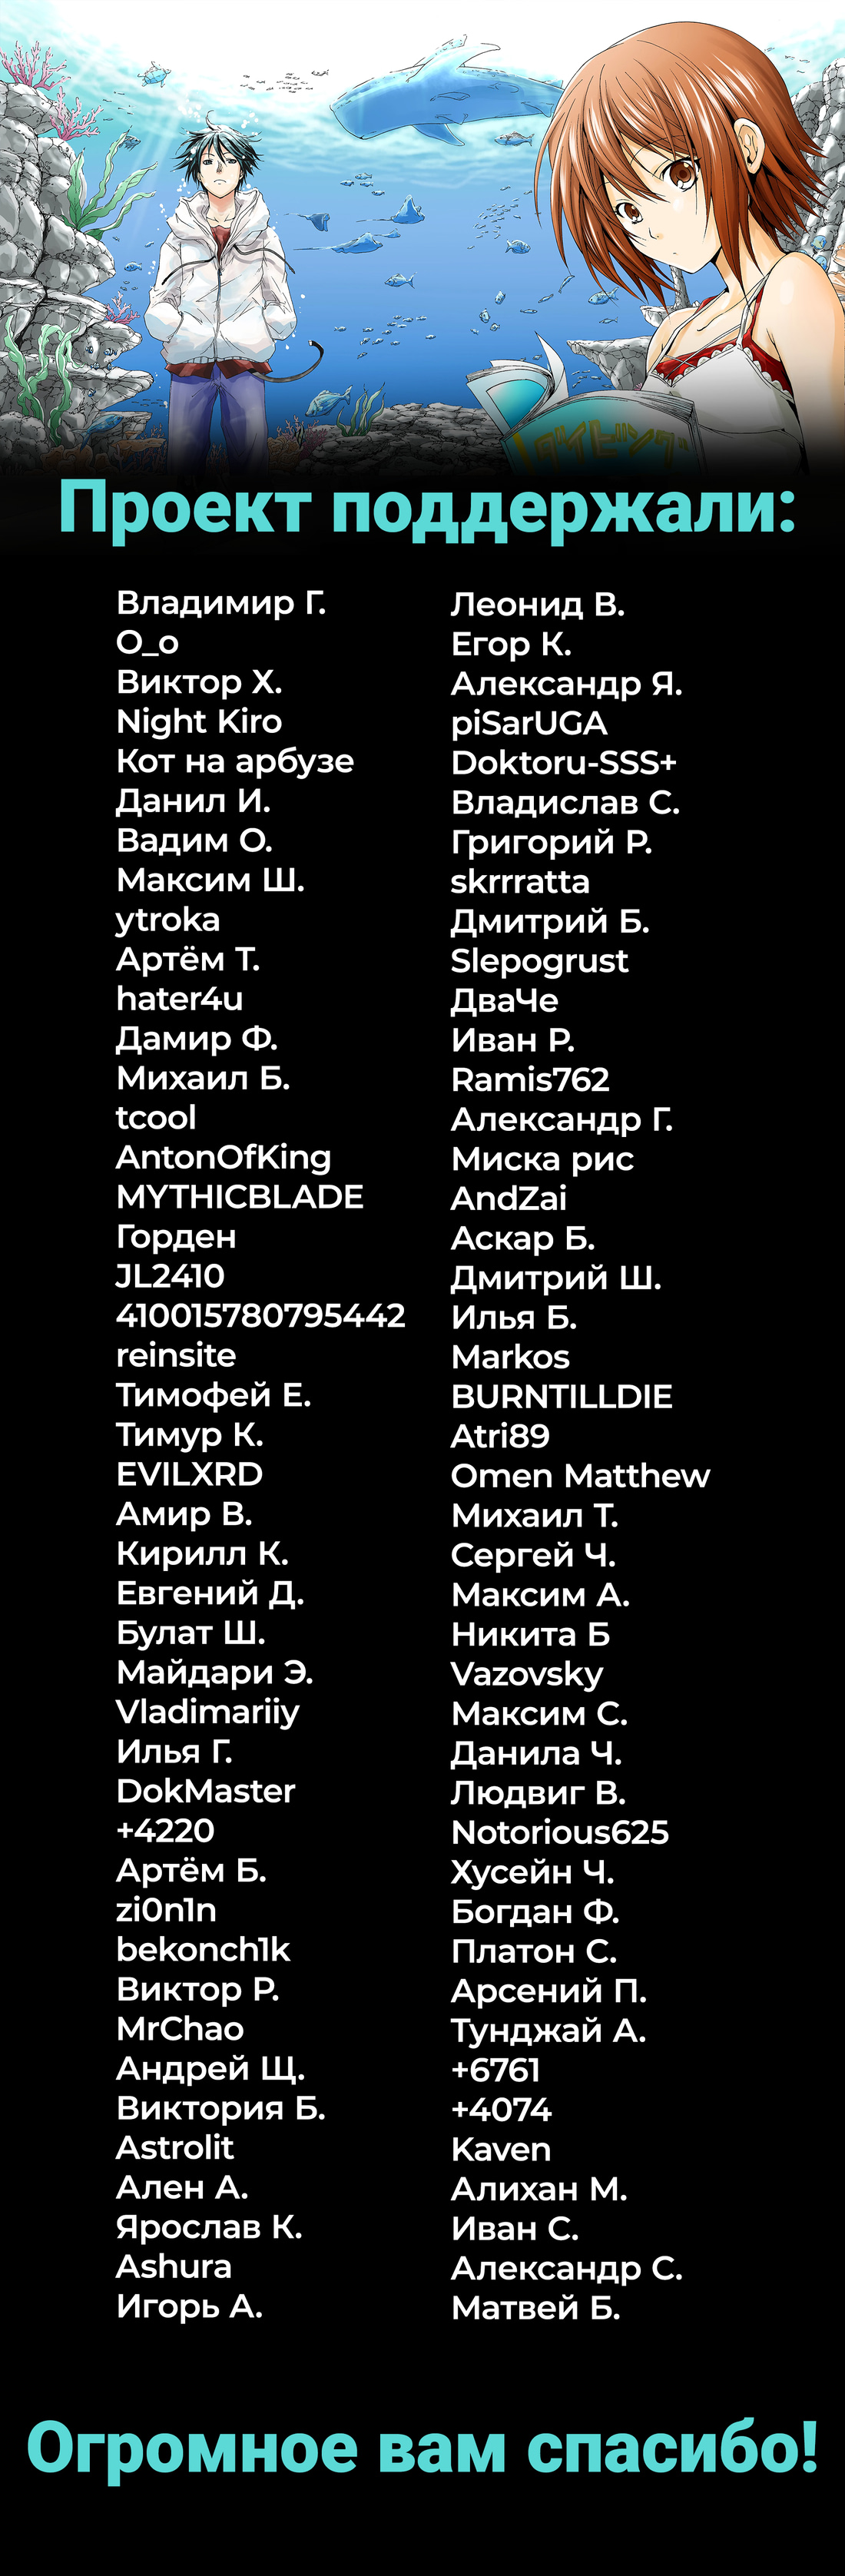 ダイビング
Проект поддержали:
Владимир Г.
O_o
Виктор Х.
Night Kiro
Кот на арбузе
Данил И.
Вадим О.
Максим Ш.
ytroka
Артём Т.
hater4u
Дамир Ф.
Михаил Б.
tcool
AntonOfKing
MYTHICBLADE
Горден
JL2410
410015780795442
reinsite
Тимофей Е.
Тимур К.
EVILXRD
Амир В.
Кирилл К.
Евгений Д.
Булат Ш.
Майдари Э.
Vladimariiy
Илья Г.
DokMaster
+4220
Артём Б.
zi0n1n
bekonch1k
Виктор Р.
MrChao
Андрей Щ.
Виктория Б.
Astrolit
Ален А.
Ярослав К.
Ashura
Игорь А.
Леонид В.
Егор К.
Александр Я.
piSarUGA
Doktoru-SSS+
Владислав С.
Григорий Р.
skrrratta
Дмитрий Б.
Slepogrust
ДваЧе
Иван Р.
Ramis762
Александр Г.
Миска рис
AndZai
Аскар Б.
Дмитрий Ш.
Илья Б.
Markos
BURNTILLDIE
Atri89
Omen Matthew
Михаил Т.
Сергей Ч.
Максим А.
Никита Б
Vazovsky
Максим С.
Данила Ч.
Людвиг В.
Notorious625
Хусейн Ч.
Богдан Ф.
Платон С.
Арсений П.
Тунджай А.
+6761
+4074
Kaven
Алихан М.
Иван С.
Александр С.
Матвей Б.
Огромное вам спасибо!